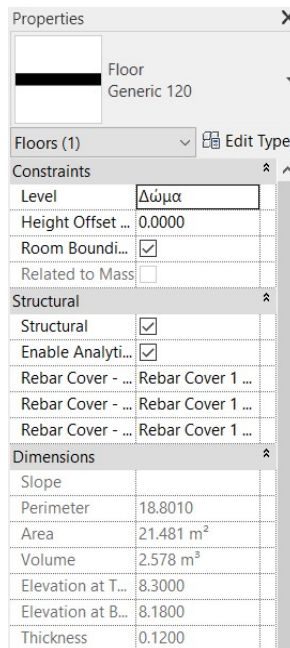 Properties
Floor
Generic 120
Floors (1)
Edit Type
Constraints
Level Δώμα
Height Offset ... 0.0000
Room Boundi...
Related to Mass
Structural
Structural
Enable Analyti...
Rebar Cover - ... Rebar Cover 1 ...
Rebar Cover - ... Rebar Cover 1 ...
Rebar Cover - ... Rebar Cover 1 ...
Dimensions
Slope
Perimeter 18.8010
Area 21.481 m²
Volume 2.578 m³
Elevation at T... 8.3000
Elevation at B... 8.1800
Thickness 0.1200